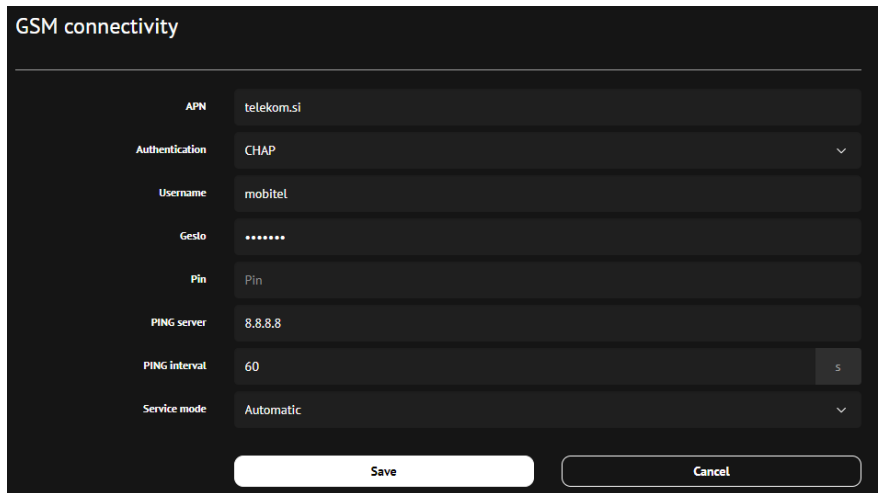 GSM connectivity
APN telekom.si
Authentication CHAP
Username mobitel
Geslo •••••••
Pin Pin
PING server 8.8.8.8
PING interval 60 s
Service mode Automatic
Save Cancel